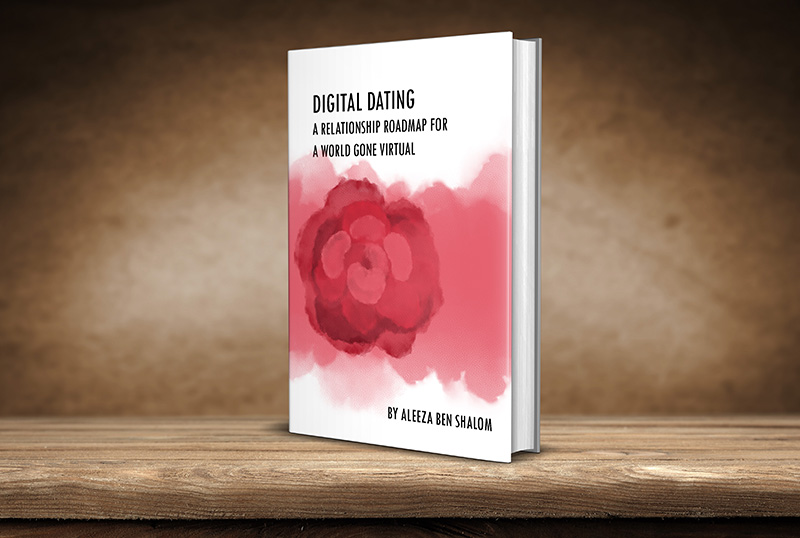 DIGITAL DATING
A RELATIONSHIP ROADMAP FOR
A WORLD GONE VIRTUAL
BY ALEEZA BEN SHALOM